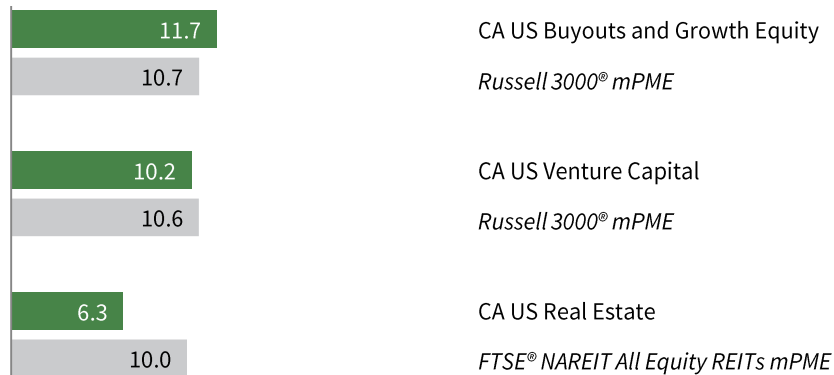 11.7 CA US Buyouts and Growth Equity
10.7 Russell 3000® mPME
10.2 CA US Venture Capital
10.6 Russell 3000® mPME
6.3 CA US Real Estate
10.0 FTSE® NAREIT All Equity REITs mPME